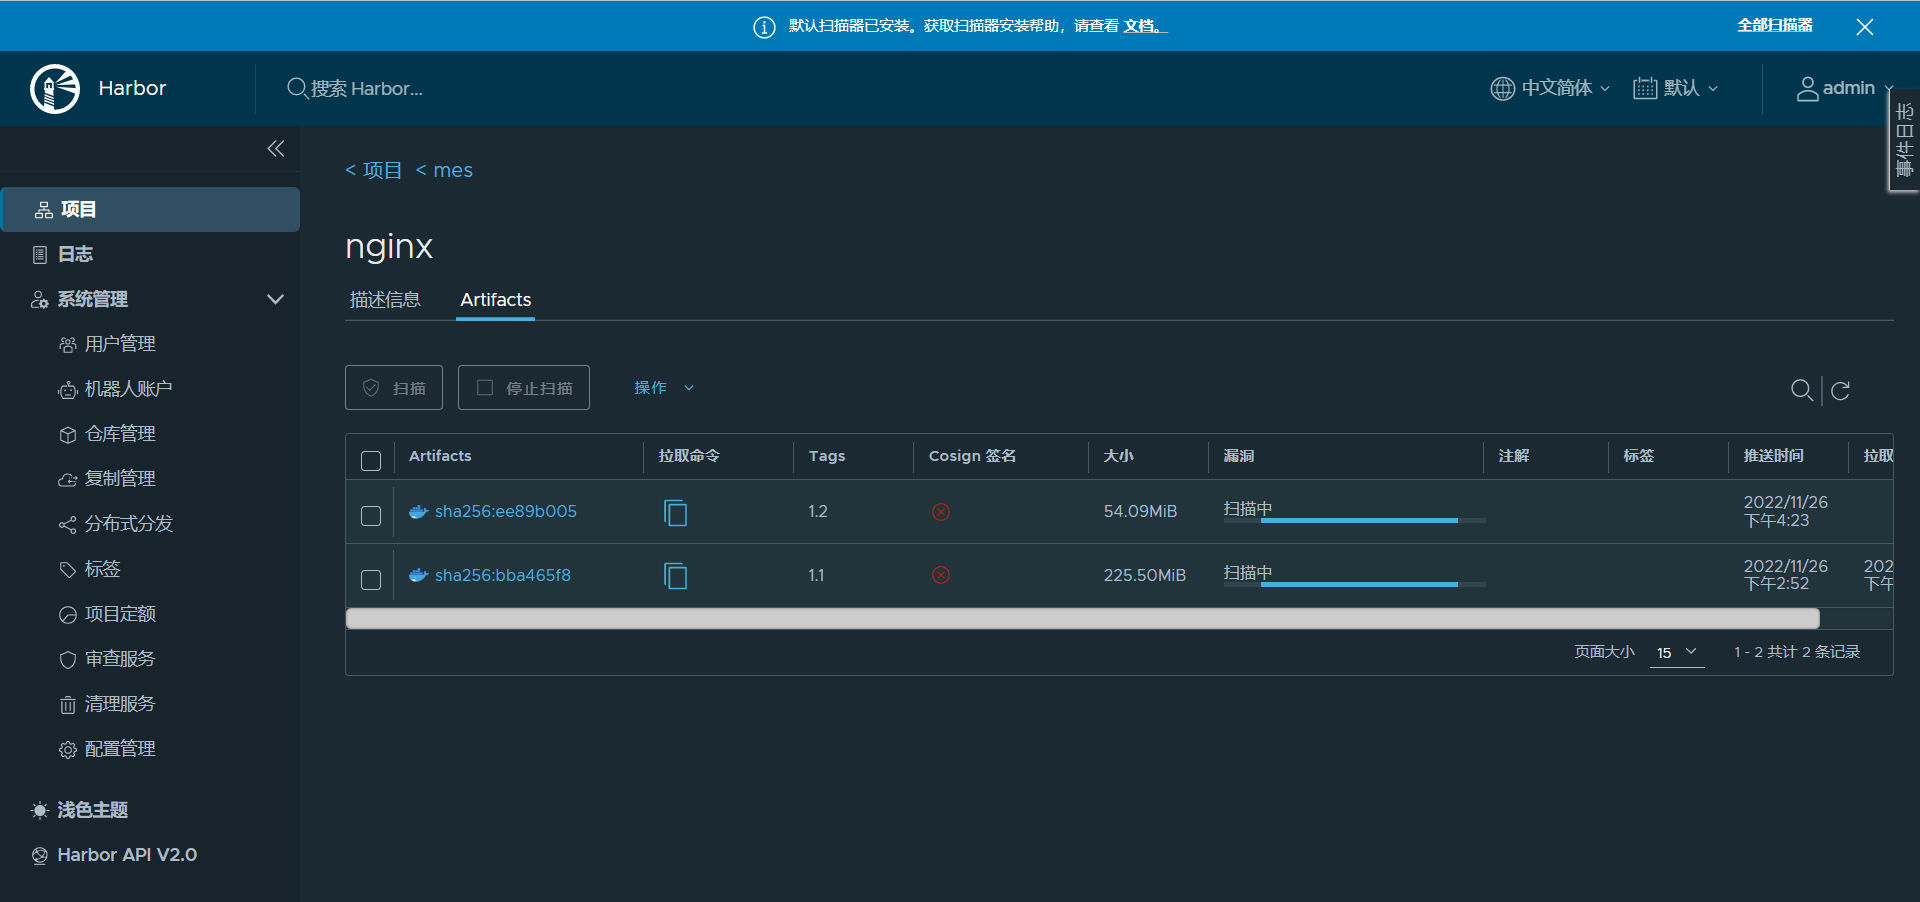 默认扫描器已安装。获取扫描器安装帮助，请查看 文档。
全部扫描器
Harbor
搜索 Harbor...
中文简体
默认
admin
事件日志
< 项目 < mes
项目
日志
系统管理
用户管理
机器人账户
仓库管理
复制管理
分布式分发
标签
项目定额
审查服务
清理服务
配置管理
浅色主题
Harbor API V2.0
nginx
描述信息 Artifacts
扫描 停止扫描 操作
Artifacts 拉取命令 Tags Cosign 签名 大小 漏洞 注解 标签 推送时间 拉取
sha256:ee89b005 1.2 54.09MiB 扫描中 2022/11/26
下午4:23
sha256:bba465f8 1.1 225.50MiB 扫描中 2022/11/26 202
下午2:52 下午
页面大小 15 1 - 2 共计 2 条记录